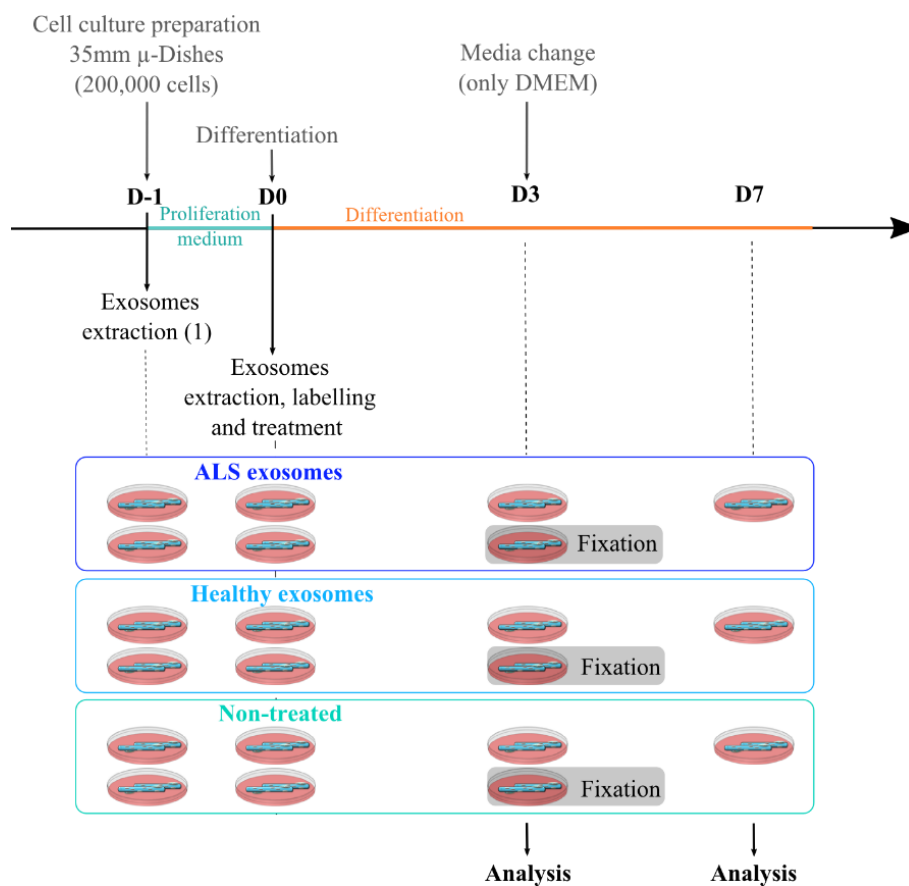 Cell culture preparation
35mm µ-Dishes
(200,000 cells)
Media change
(only DMEM)
Differentiation
D-1
D0
D3
D7
Proliferation
medium
Differentiation
Exosomes
extraction (1)
Exosomes
extraction, labelling
and treatment
ALS exosomes
Fixation
Healthy exosomes
Fixation
Non-treated
Fixation
Analysis
Analysis